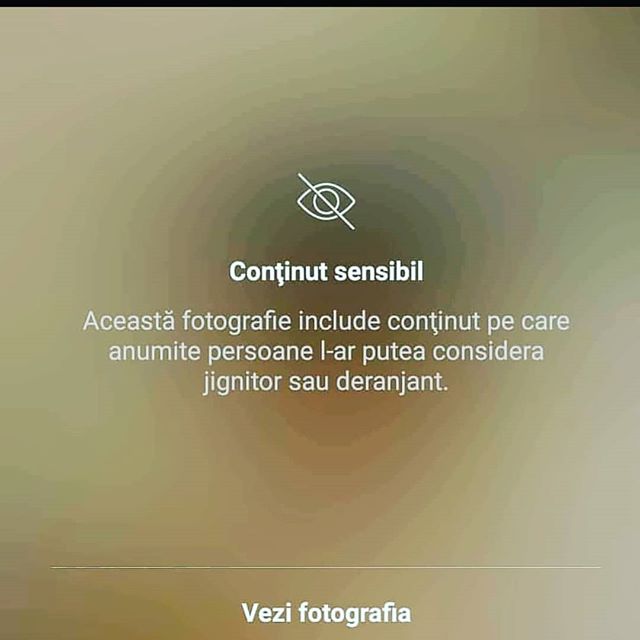 Conţinut sensibil
Această fotografie include conţinut pe care
anumite persoane l-ar putea considera
jignitor sau deranjant.
Vezi fotografia